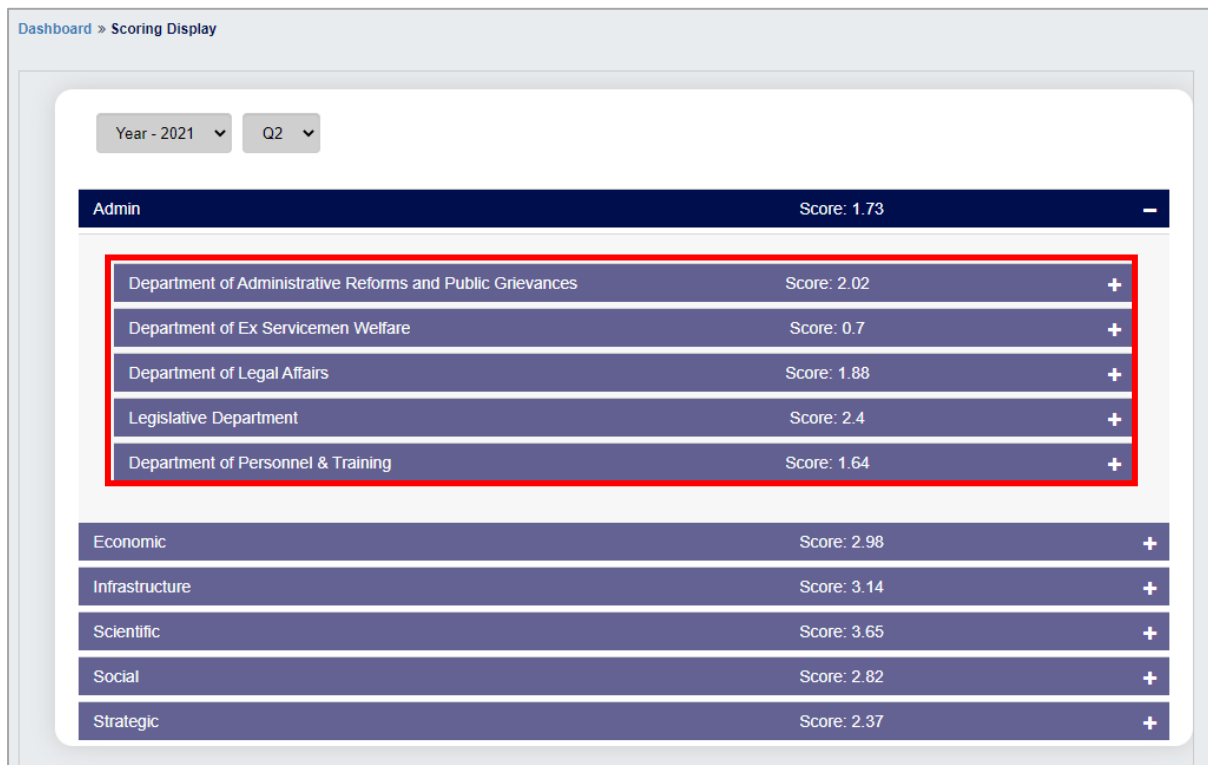 Dashboard » Scoring Display
Year - 2021 Q2
Admin Score: 1.73
Department of Administrative Reforms and Public Grievances Score: 2.02
Department of Ex Servicemen Welfare Score: 0.7
Department of Legal Affairs Score: 1.88
Legislative Department Score: 2.4
Department of Personnel & Training Score: 1.64
Economic Score: 2.98
Infrastructure Score: 3.14
Scientific Score: 3.65
Social Score: 2.82
Strategic Score: 2.37